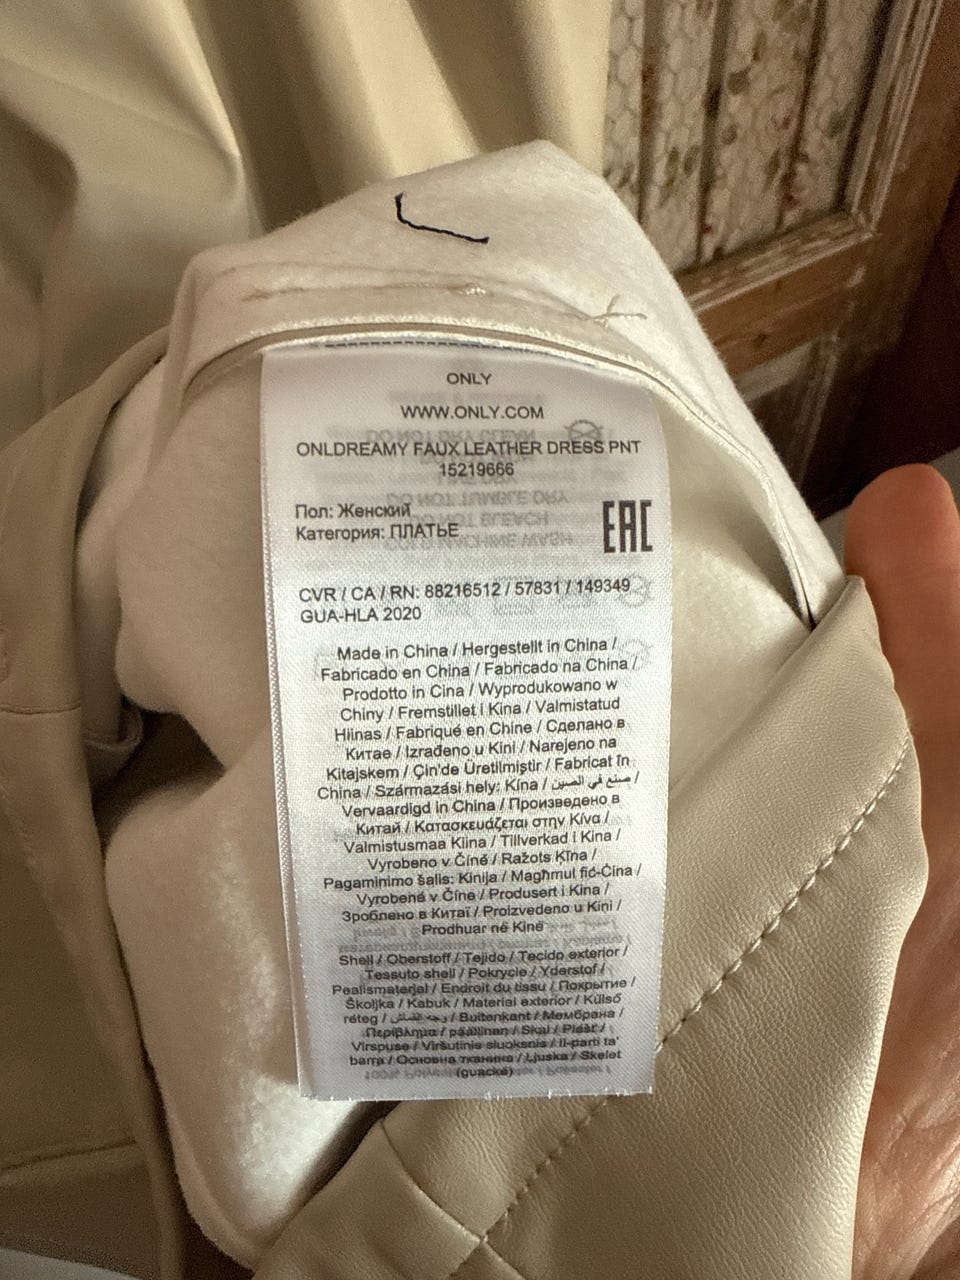 ONLY
WWW.ONLY.COM
ONLDREAMY FAUX LEATHER DRESS PNT
15219666
Пол: Женский
Категория: ПЛАТЬЕ
EAC
CVR / CA / RN: 88216512 / 57831 / 149349
GUA-HLA 2020
Made in China / Hergestellt in China /
Fabricado en China / Fabricado na China /
Prodotto in Cina / Wyprodukowano w
Chiny / Fremstillet i Kina / Valmistatud
Hiinas / Fabriqué en Chine / Сделано в
Китае / Izrađeno u Kini / Narejeno na
Kitajskem / Çin'de Üretilmiştir / Fabricat în
China / Származási hely: Kína / صنع في الصين /
Vervaardigd in China / Произведено в
Китай / Κατασκευάζεται στην Κίνα /
Valmistusmaa Kiina / Tillverkad i Kina /
Vyrobeno v Číně / Ražots Ķīna /
Pagaminimo šalis: Kinija / Magħmul fiċ-Ċina /
Vyrobené v Číne / Produsert i Kina /
Зроблено в Китаї / Proizvedeno u Kini /
Prodhuar në Kinë
Shell / Oberstoff / Tejido / Tecido exterior /
Tessuto shell / Pokrycie / Yderstof /
Pealismaterjal / Endroit du tissu / Покрытие /
Školjka / Kabuk / Material exterior / Külső
réteg / وجه القماش / Buitenkant / Мембрана /
Περίβλημα / päällinen / Skal / Plášť /
Virspuse / Viršutinis sluoksnis / Il-parti ta'
barra / Основна тканина / Ljuska / Skelet
(guackë)